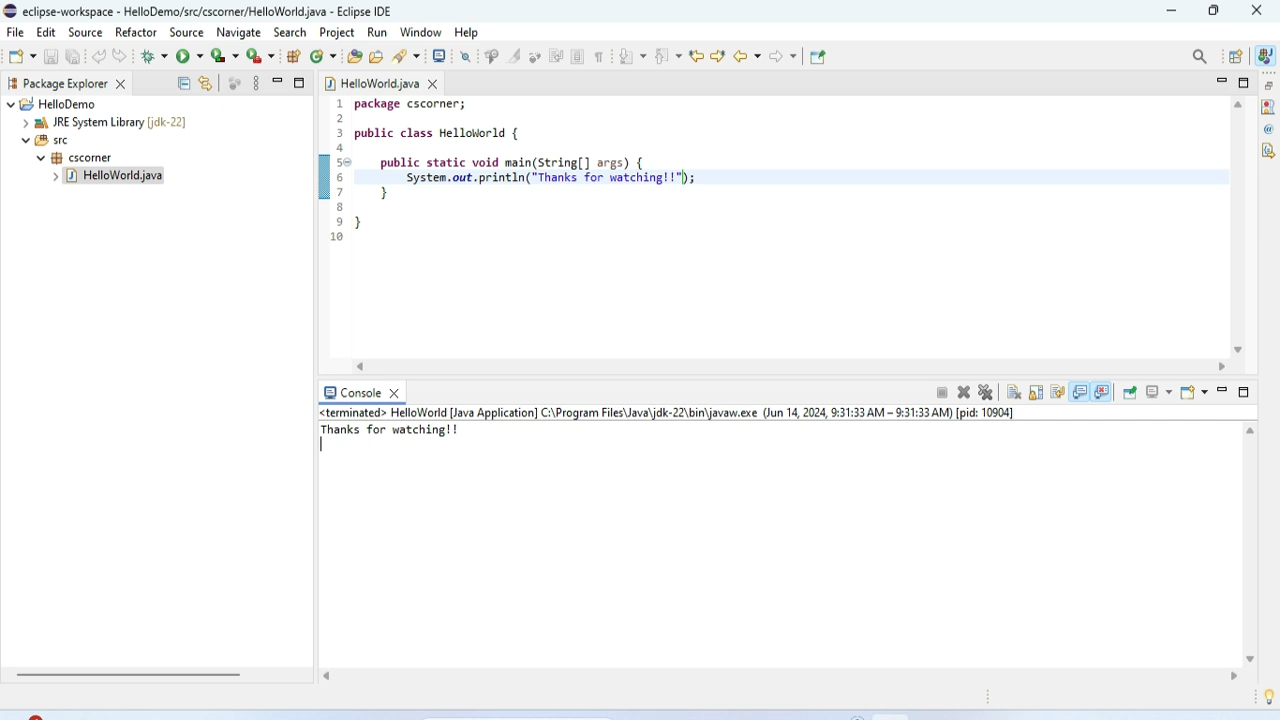 eclipse-workspace - HelloDemo/src/cscorner/HelloWorld.java - Eclipse IDE
File Edit Source Refactor Source Navigate Search Project Run Window Help
Package Explorer
HelloDemo
JRE System Library [jdk-22]
src
cscorner
HelloWorld.java
HelloWorld.java
1 package cscorner;
2
3 public class HelloWorld {
4
5 public static void main(String[] args) {
6 System.out.println("Thanks for watching!!");
7 }
8
9 }
10
Console
<terminated> HelloWorld [Java Application] C:\Program Files\Java\jdk-22\bin\javaw.exe (Jun 14, 2024, 9:31:33 AM – 9:31:33 AM) [pid: 10904]
Thanks for watching!!